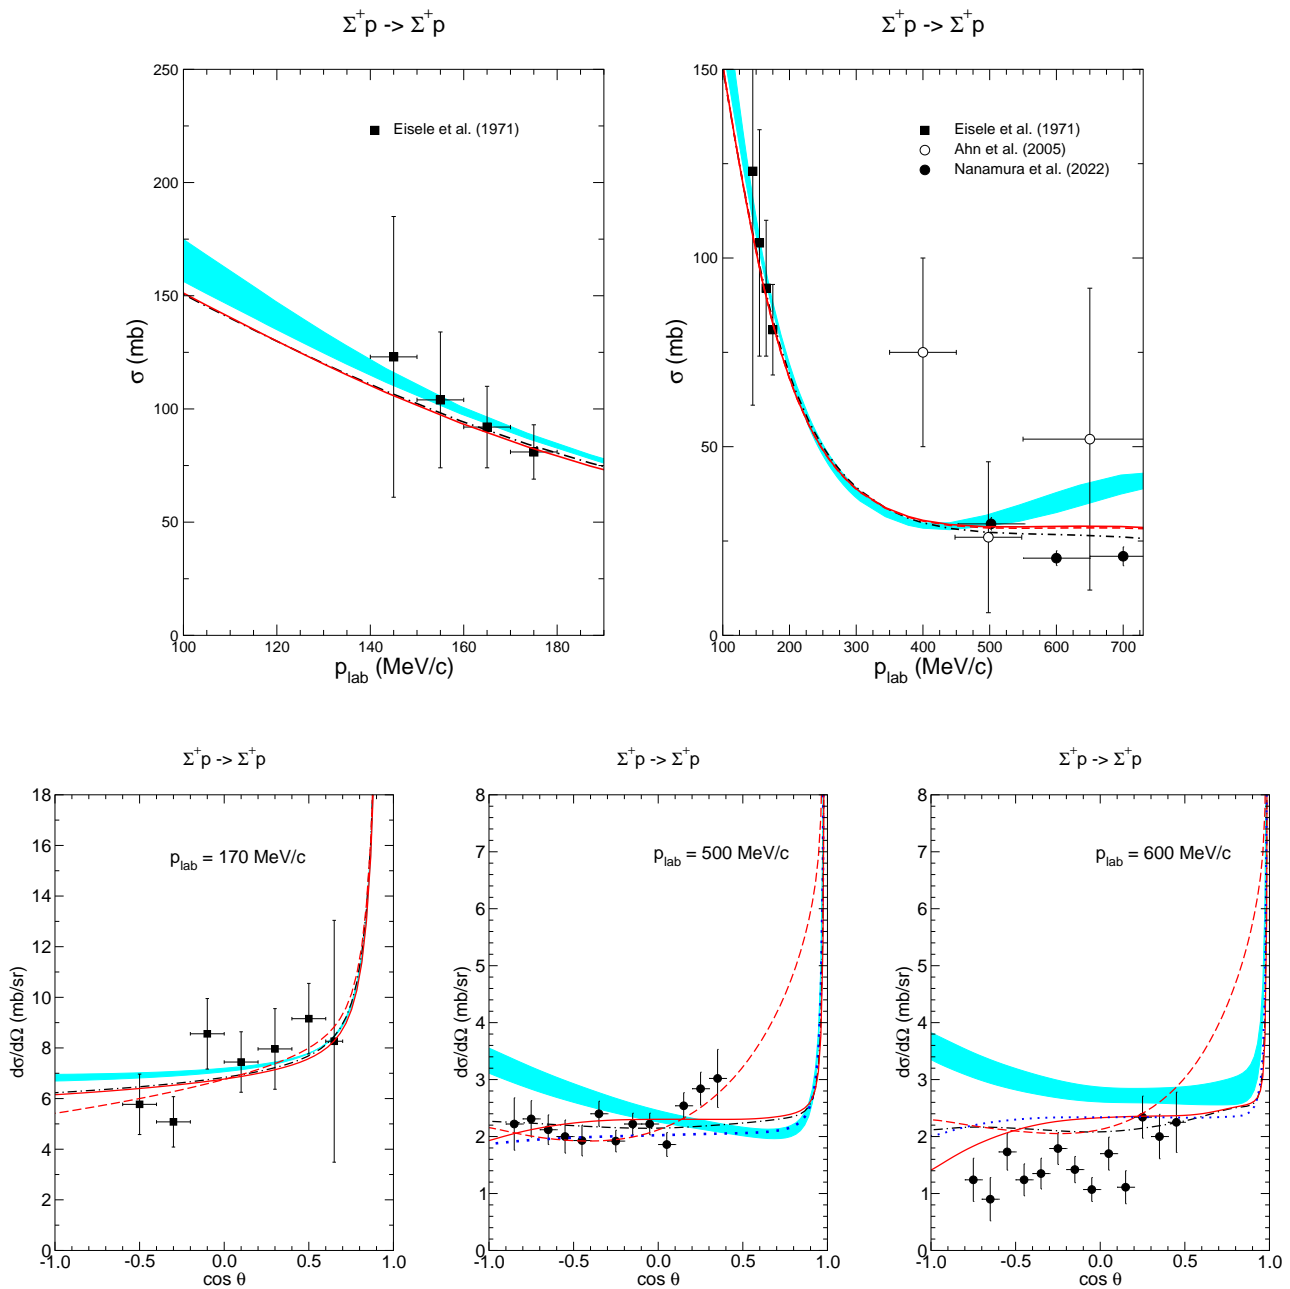 Σ⁺p -> Σ⁺p
250
200
150
100
50
0
100
120
140
160
180
σ (mb)
p_lab (MeV/c)
Eisele et al. (1971)
Σ⁺p -> Σ⁺p
150
100
50
0
100
200
300
400
500
600
700
σ (mb)
p_lab (MeV/c)
Eisele et al. (1971)
Ahn et al. (2005)
Nanamura et al. (2022)
Σ⁺p -> Σ⁺p
18
16
14
12
10
8
6
4
2
0
-1.0
-0.5
0.0
0.5
1.0
dσ/dΩ (mb/sr)
cos θ
p_lab = 170 MeV/c
Σ⁺p -> Σ⁺p
8
7
6
5
4
3
2
1
0
-1.0
-0.5
0.0
0.5
1.0
dσ/dΩ (mb/sr)
cos θ
p_lab = 500 MeV/c
Σ⁺p -> Σ⁺p
8
7
6
5
4
3
2
1
0
-1.0
-0.5
0.0
0.5
1.0
dσ/dΩ (mb/sr)
cos θ
p_lab = 600 MeV/c